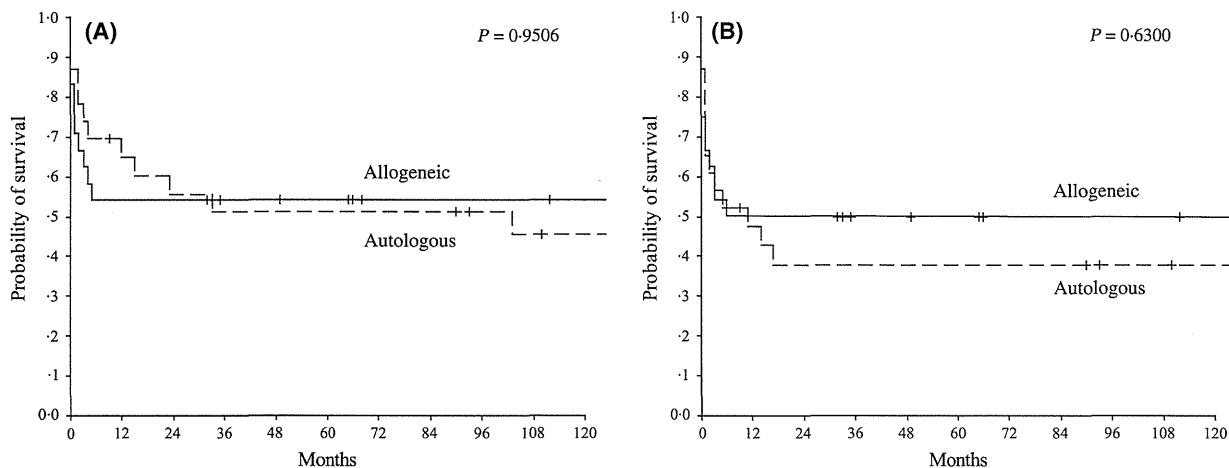 (A)
P = 0·9506
Probability of survival
1·0
·9
·8
·7
·6
·5
·4
·3
·2
·1
0·0
Allogeneic
Autologous
0 12 24 36 48 60 72 84 96 108 120
Months
(B)
P = 0·6300
Probability of survival
1·0
·9
·8
·7
·6
·5
·4
·3
·2
·1
0·0
Allogeneic
Autologous
0 12 24 36 48 60 72 84 96 108 120
Months